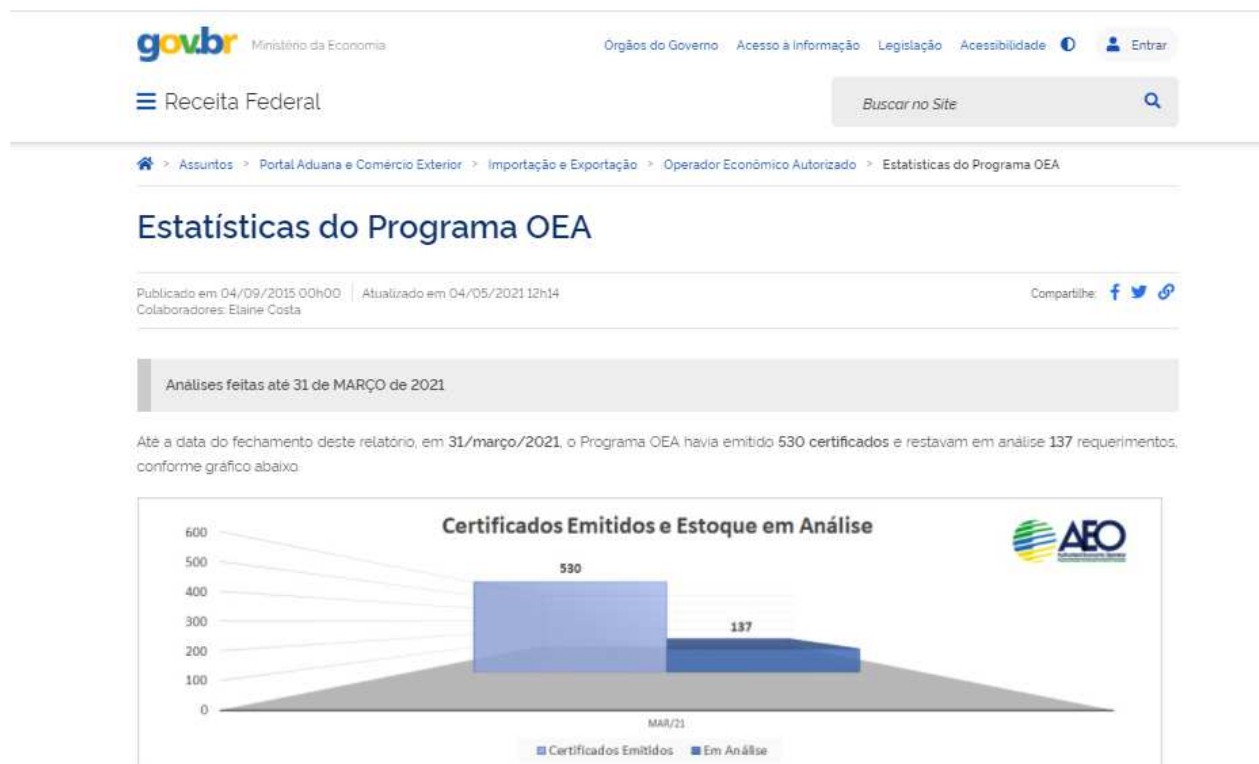 gov.br Ministério da Economia Órgãos do Governo Acesso à Informação Legislação Acessibilidade Entrar
Receita Federal Buscar no Site
> Assuntos > Portal Aduana e Comércio Exterior > Importação e Exportação > Operador Econômico Autorizado > Estatísticas do Programa OEA
Estatísticas do Programa OEA
Publicado em 04/09/2015 00h00 Atualizado em 04/05/2021 12h14 Compartilhe:
Colaboradores: Elaine Costa
Análises feitas até 31 de MARÇO de 2021
Até a data do fechamento deste relatório, em 31/março/2021, o Programa OEA havia emitido 530 certificados e restavam em análise 137 requerimentos,
conforme gráfico abaixo.
Certificados Emitidos e Estoque em Análise
AEO
600
500
400
300
200
100
0
530
137
MAR/21
Certificados Emitidos Em Análise